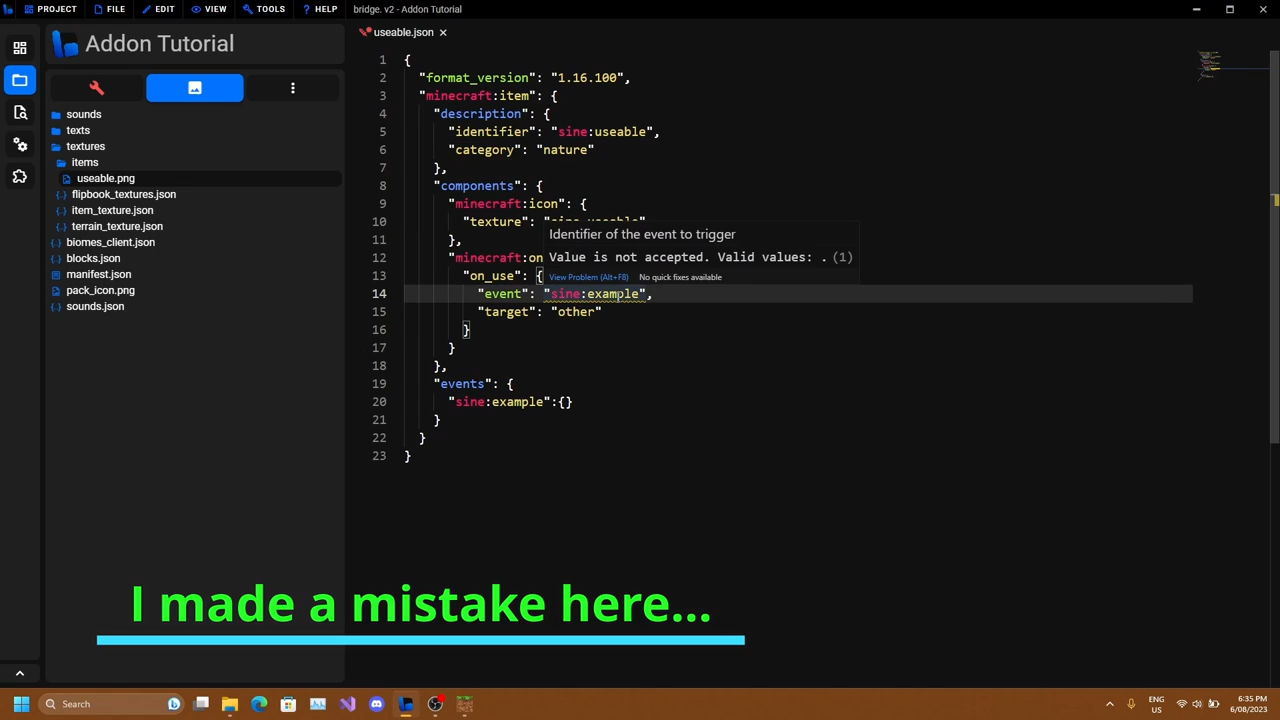 PROJECT FILE EDIT VIEW TOOLS HELP bridge. v2 - Addon Tutorial
Addon Tutorial
sounds
texts
textures
items
useable.png
flipbook_textures.json
item_texture.json
terrain_texture.json
biomes_client.json
blocks.json
manifest.json
pack_icon.png
sounds.json
useable.json
1 {
2 "format_version": "1.16.100",
3 "minecraft:item": {
4 "description": {
5 "identifier": "sine:useable",
6 "category": "nature"
7 },
8 "components": {
9 "minecraft:icon": {
10 "texture": "sine:useable"
11 },
12 "minecraft:on
13 "on_use": {
14 "event": "sine:example",
15 "target": "other"
16 }
17 }
18 },
19 "events": {
20 "sine:example":{}
21 }
22 }
23 }
Identifier of the event to trigger
Value is not accepted. Valid values: . (1)
View Problem (Alt+F8) No quick fixes available
I made a mistake here...
Search
ENG
US
6:35 PM
6/08/2023